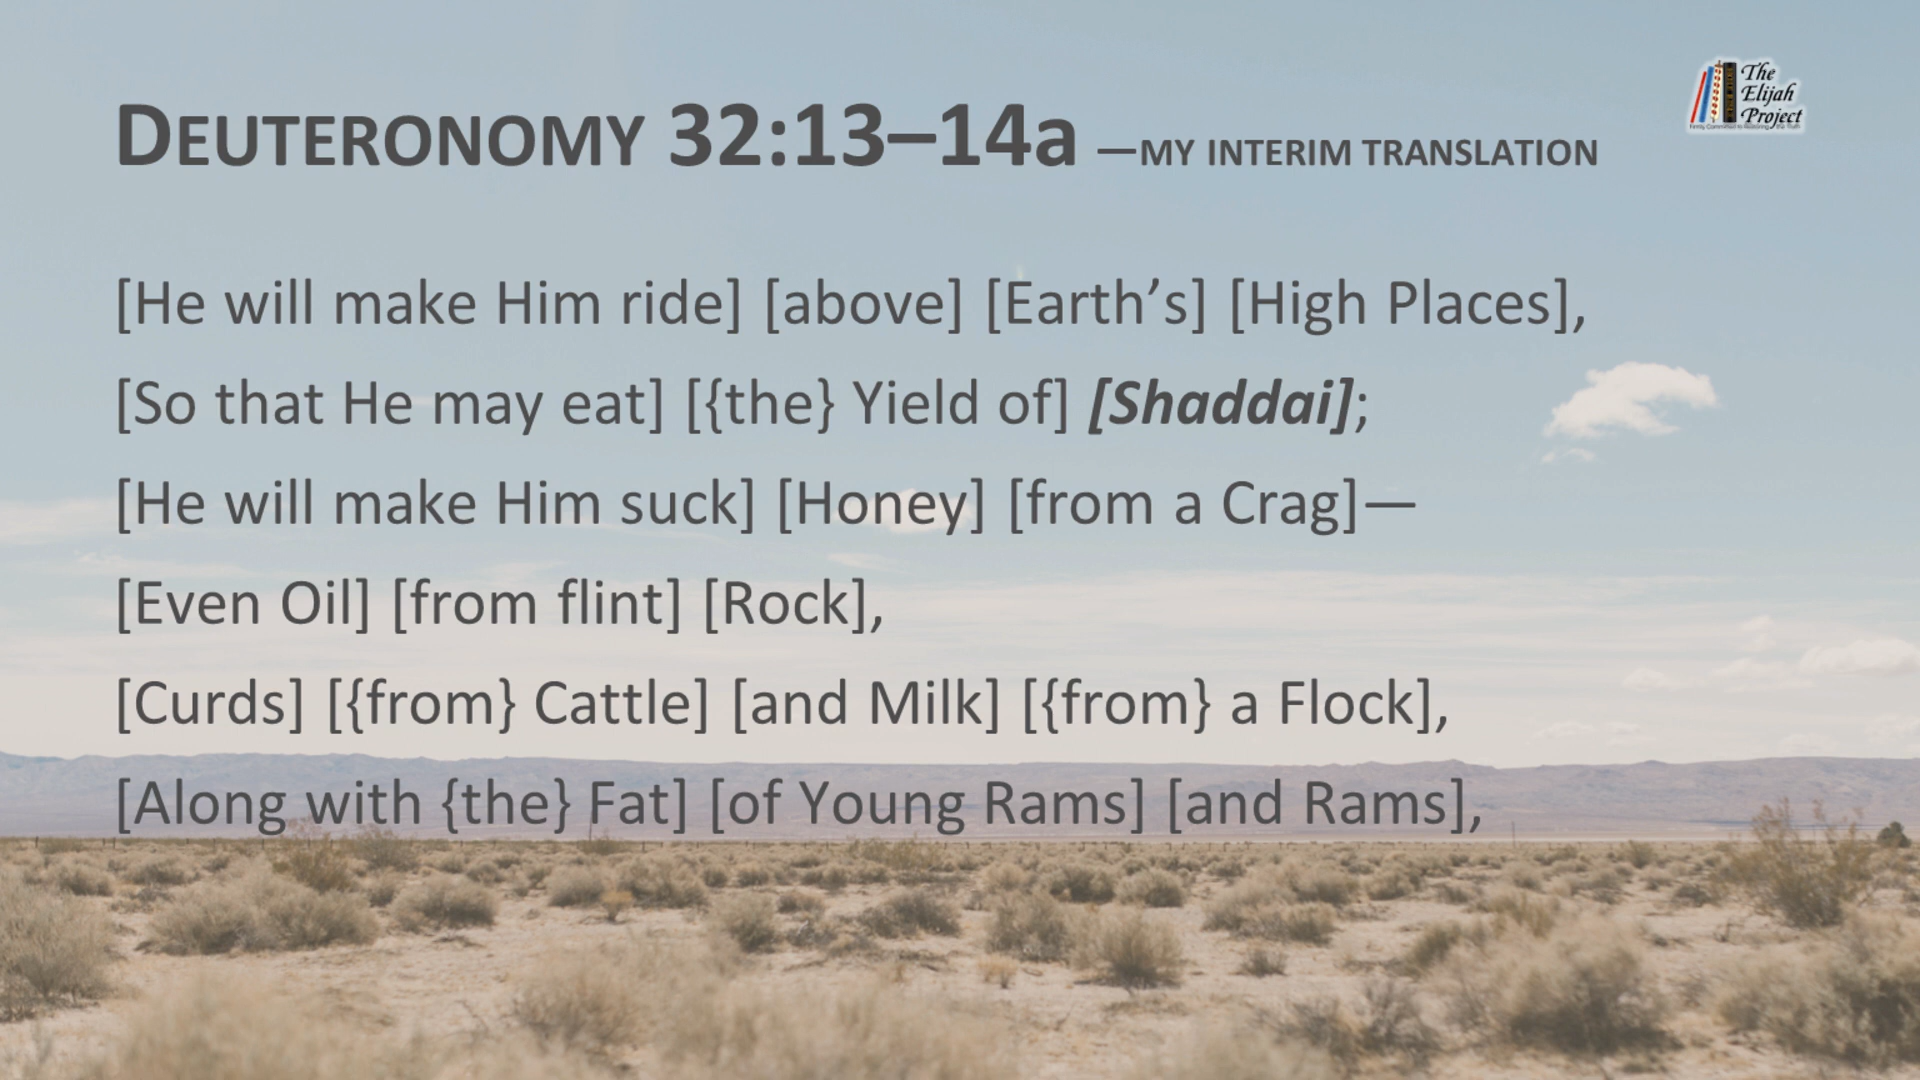 DEUTERONOMY 32:13–14a —MY INTERIM TRANSLATION
The
Elijah
Project
[He will make Him ride] [above] [Earth’s] [High Places],
[So that He may eat] [{the} Yield of] [Shaddai];
[He will make Him suck] [Honey] [from a Crag]—
[Even Oil] [from flint] [Rock],
[Curds] [{from} Cattle] [and Milk] [{from} a Flock],
[Along with {the} Fat] [of Young Rams] [and Rams],